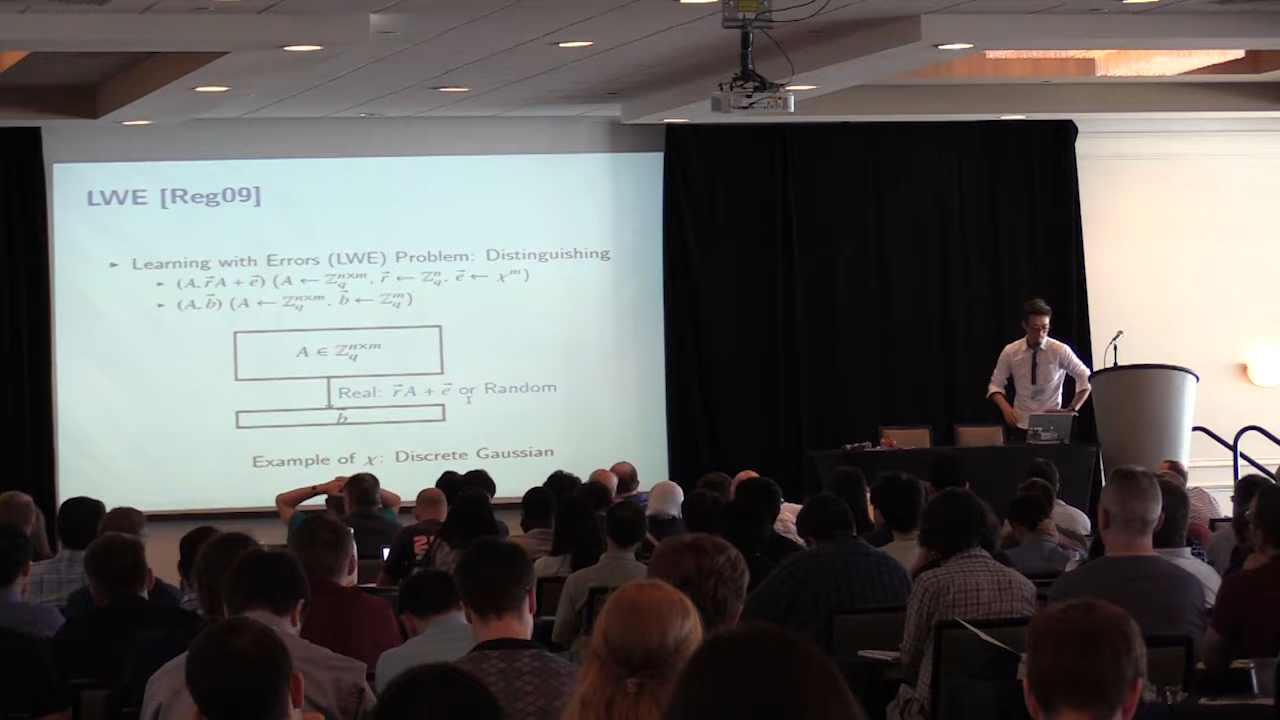 LWE [Reg09]
▸ Learning with Errors (LWE) Problem: Distinguishing
▸ (A, r⃗A + e⃗) (A ← ℤ_q^{n×m}, r⃗ ← ℤ_q^n, e⃗ ← χ^m)
▸ (A, b⃗) (A ← ℤ_q^{n×m}, b⃗ ← ℤ_q^m)
A ∈ ℤ_q^{n×m}
Real: r⃗A + e⃗ or Random
b
Example of χ: Discrete Gaussian